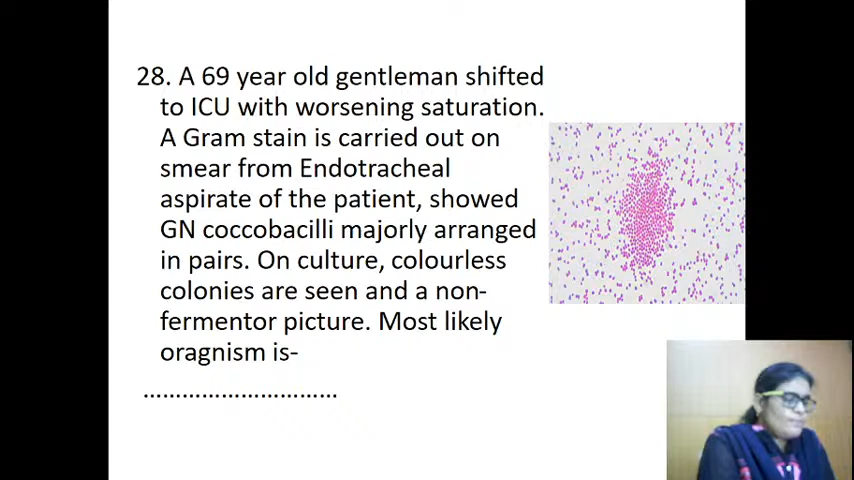 28. A 69 year old gentleman shifted
to ICU with worsening saturation.
A Gram stain is carried out on
smear from Endotracheal
aspirate of the patient, showed
GN coccobacilli majorly arranged
in pairs. On culture, colourless
colonies are seen and a non-
fermentor picture. Most likely
oragnism is-
.................................